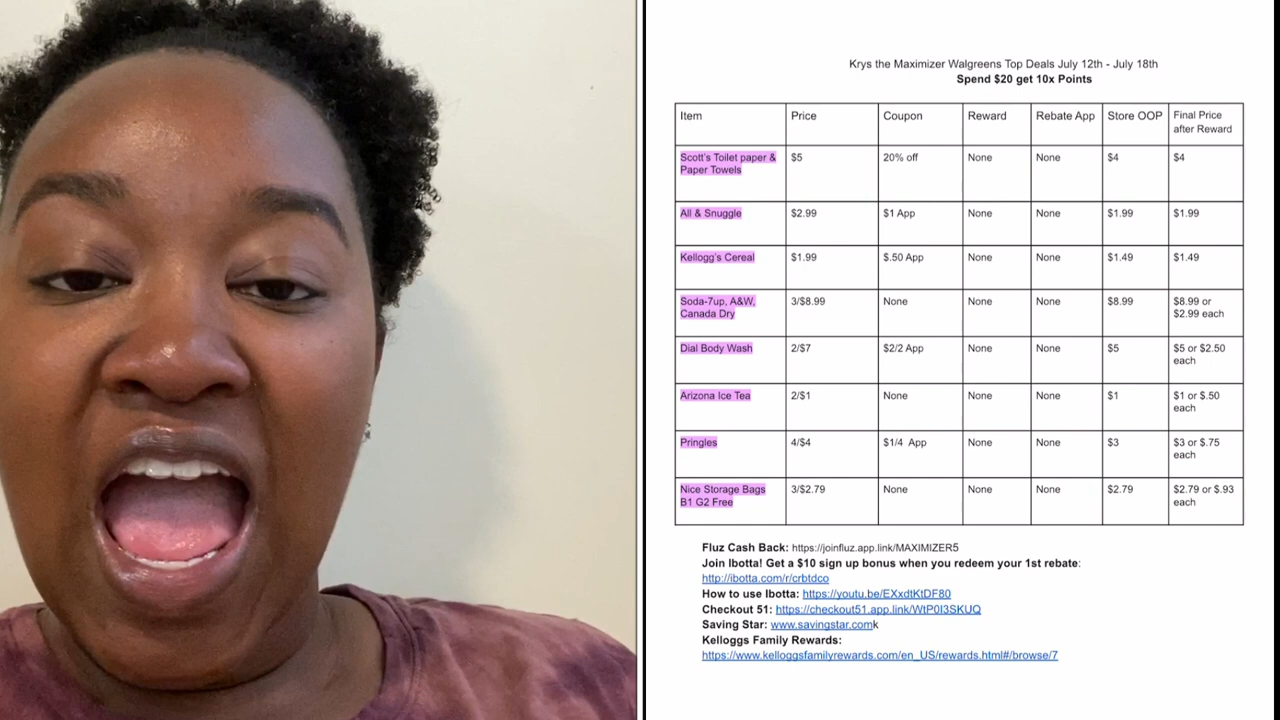 Krys the Maximizer Walgreens Top Deals July 12th - July 18th
Spend $20 get 10x Points
Item Price Coupon Reward Rebate App Store OOP Final Price
after Reward
Scott's Toilet paper & $5 20% off None None $4 $4
Paper Towels
All & Snuggle $2.99 $1 App None None $1.99 $1.99
Kellogg's Cereal $1.99 $.50 App None None $1.49 $1.49
Soda-7up, A&W, 3/$8.99 None None None $8.99 $8.99 or
Canada Dry $2.99 each
Dial Body Wash 2/$7 $2/2 App None None $5 $5 or $2.50
each
Arizona Ice Tea 2/$1 None None None $1 $1 or $.50
each
Pringles 4/$4 $1/4 App None None $3 $3 or $.75
each
Nice Storage Bags 3/$2.79 None None None $2.79 $2.79 or $.93
B1 G2 Free each
Fluz Cash Back: https://joinfluz.app.link/MAXIMIZER5
Join Ibotta! Get a $10 sign up bonus when you redeem your 1st rebate:
http://ibotta.com/r/crbtdco
How to use Ibotta: https://youtu.be/EXxdtKtDF80
Checkout 51: https://checkout51.app.link/WtP0I3SKUQ
Saving Star: www.savingstar.comk
Kelloggs Family Rewards:
https://www.kelloggsfamilyrewards.com/en_US/rewards.html#/browse/7